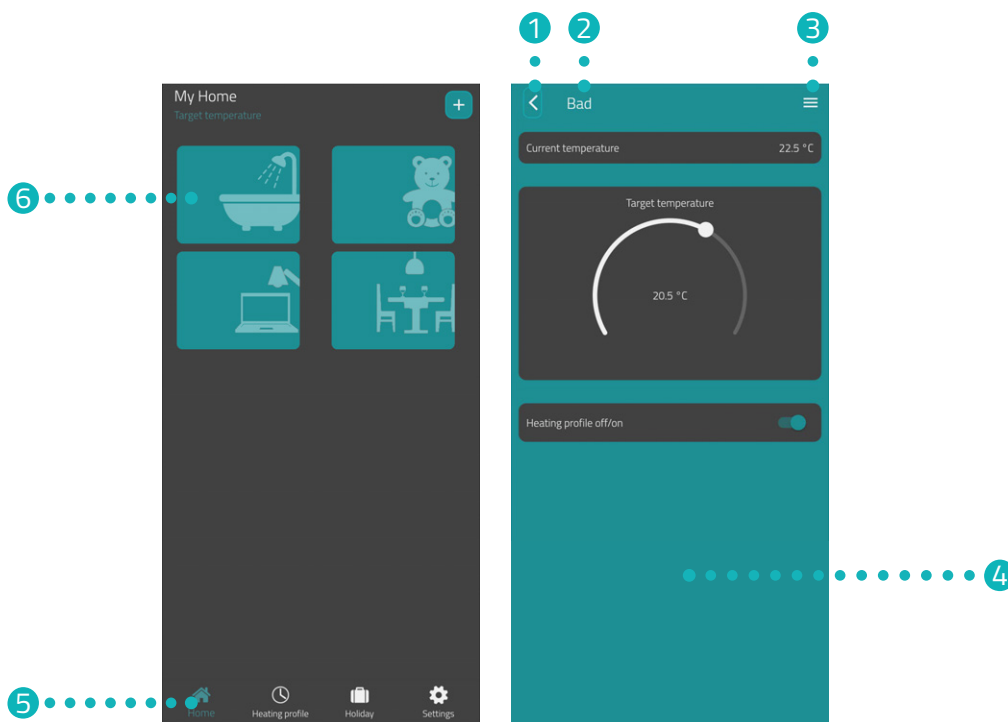 1 2 3
My Home
Target temperature
+
Bad
Current temperature 22.5 °C
6
Target temperature
20.5 °C
Heating profile off/on
4
5
Home Heating profile Holiday Settings